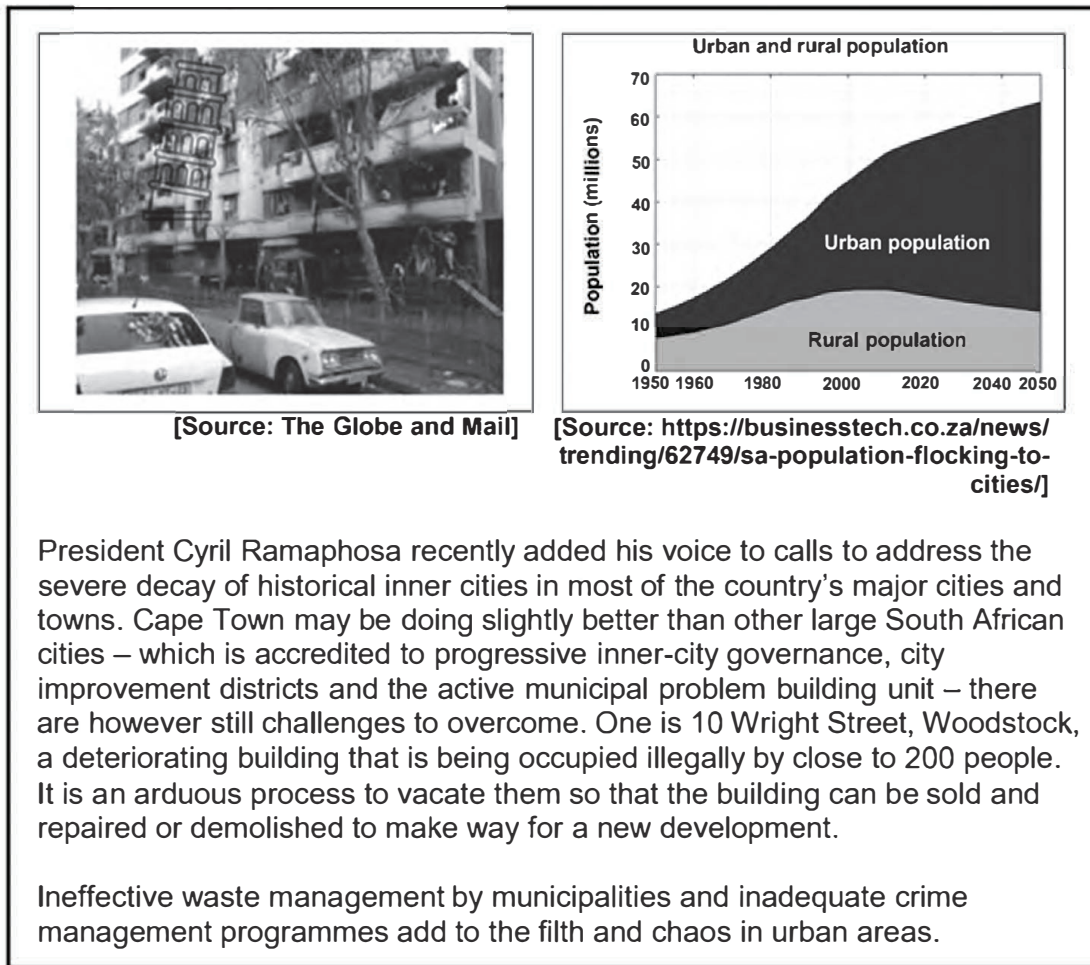 [Source: The Globe and Mail]
Urban and rural population
Population (millions)
70
60
50
40
30
20
10
0
Urban population
Rural population
1950 1960 1980 2000 2020 2040 2050
[Source: https://businesstech.co.za/news/
trending/62749/sa-population-flocking-to-
cities/]
President Cyril Ramaphosa recently added his voice to calls to address the
severe decay of historical inner cities in most of the country’s major cities and
towns. Cape Town may be doing slightly better than other large South African
cities – which is accredited to progressive inner-city governance, city
improvement districts and the active municipal problem building unit – there
are however still challenges to overcome. One is 10 Wright Street, Woodstock,
a deteriorating building that is being occupied illegally by close to 200 people.
It is an arduous process to vacate them so that the building can be sold and
repaired or demolished to make way for a new development.
Ineffective waste management by municipalities and inadequate crime
management programmes add to the filth and chaos in urban areas.